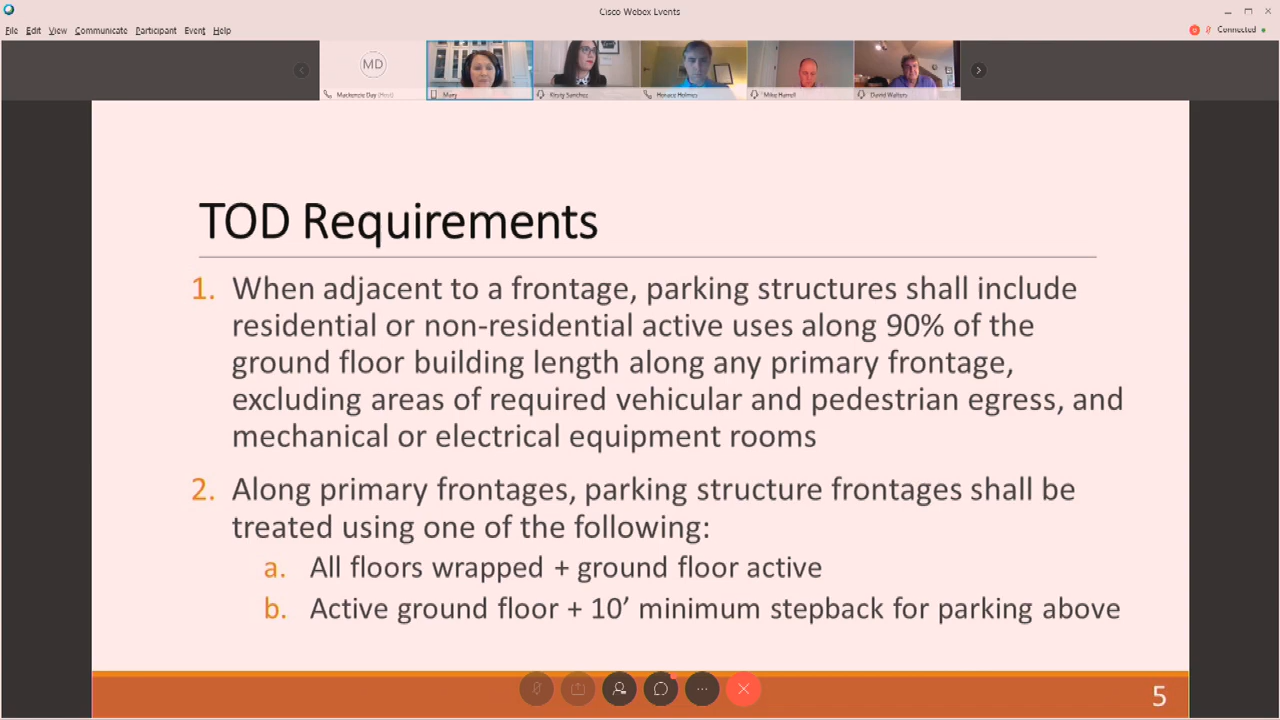 Cisco Webex Events
File Edit View Communicate Participant Event Help
Connected
MD
Mackenzie Day (Host)
Mary
Kirsty Sanchez
Horace Holmes
Mike Harrell
David Walters
TOD Requirements
1. When adjacent to a frontage, parking structures shall include
residential or non-residential active uses along 90% of the
ground floor building length along any primary frontage,
excluding areas of required vehicular and pedestrian egress, and
mechanical or electrical equipment rooms
2. Along primary frontages, parking structure frontages shall be
treated using one of the following:
a. All floors wrapped + ground floor active
b. Active ground floor + 10’ minimum stepback for parking above
5